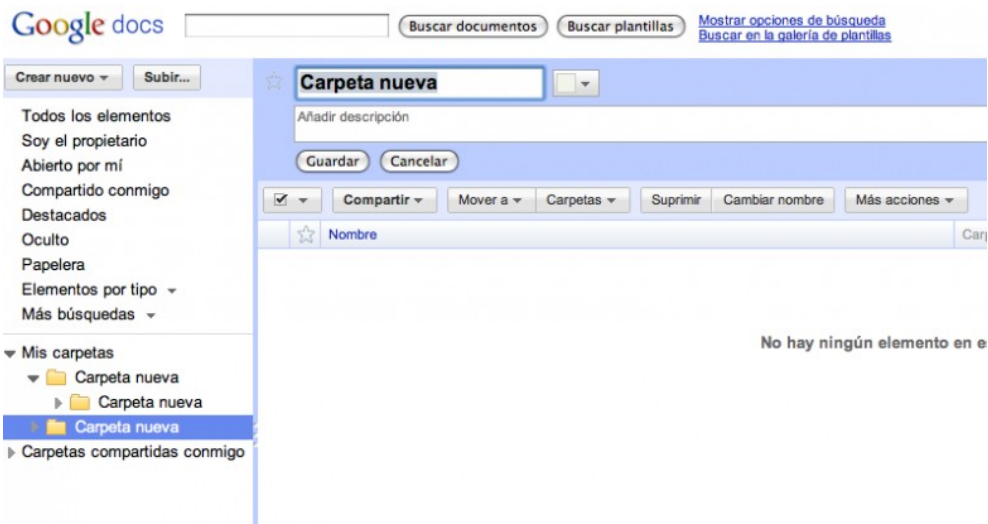 Google docs
Buscar documentos Buscar plantillas
Mostrar opciones de búsqueda
Buscar en la galería de plantillas
Crear nuevo Subir...
Todos los elementos
Soy el propietario
Abierto por mí
Compartido conmigo
Destacados
Oculto
Papelera
Elementos por tipo
Más búsquedas
Mis carpetas
Carpeta nueva
Carpeta nueva
Carpeta nueva
Carpetas compartidas conmigo
Carpeta nueva
Añadir descripción
Guardar Cancelar
Compartir Mover a Carpetas Suprimir Cambiar nombre Más acciones
Nombre Carp
No hay ningún elemento en es